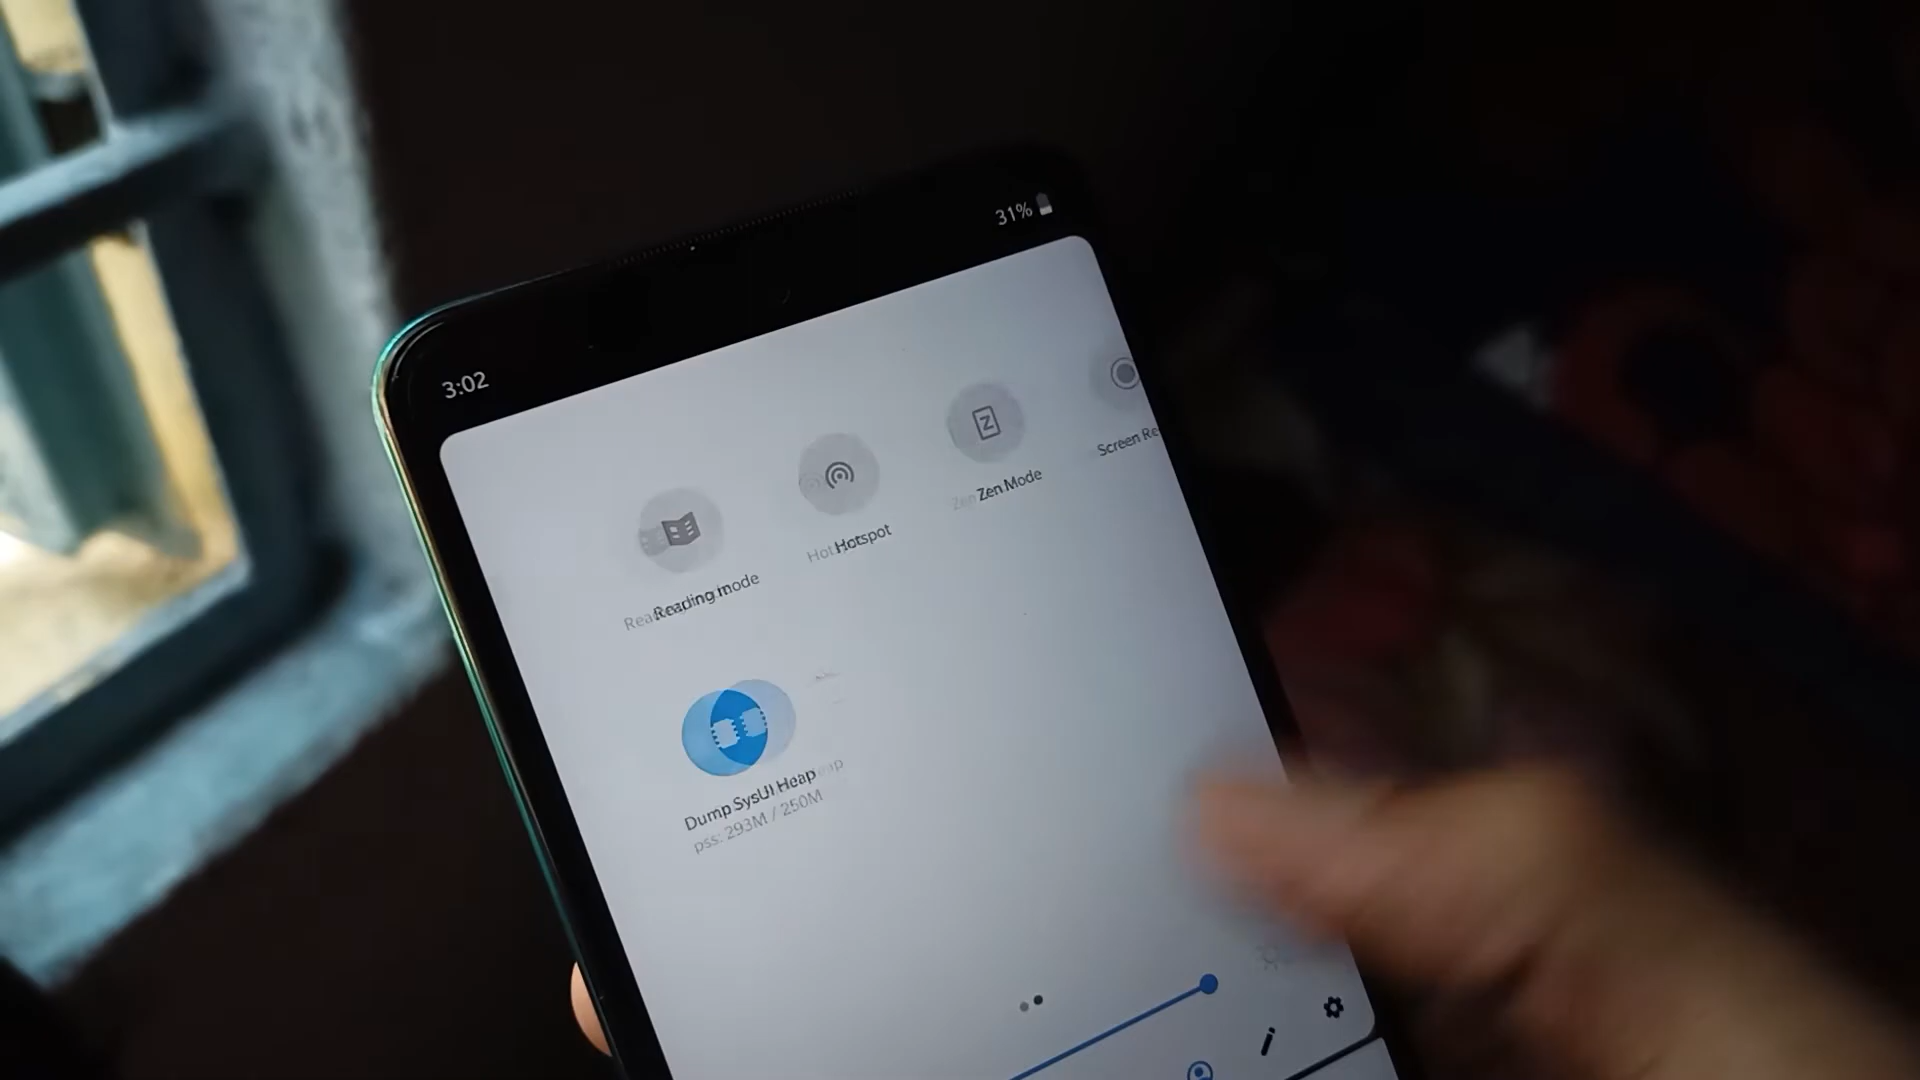 3:02
31%
Reading mode
Hotspot
Zen Mode
Screen Re
Dump SysUI Heap
pss: 293M / 250M